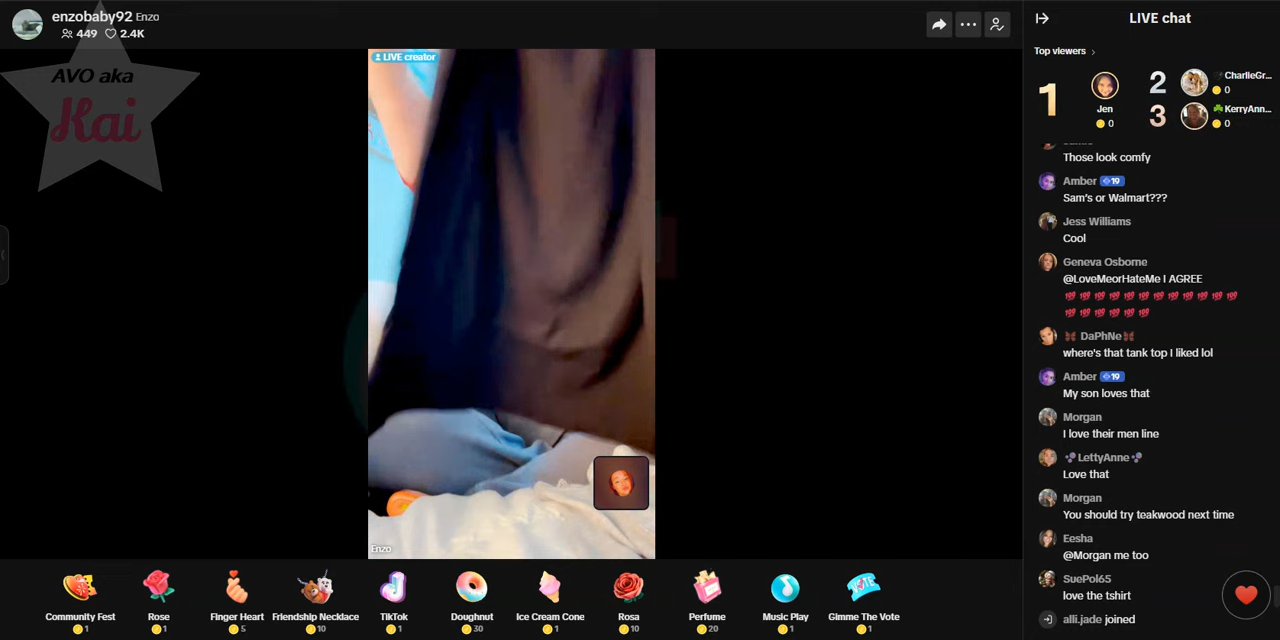 enzobaby92 Enzo
449 2.4K
AVO aka
Kai
LIVE creator
Enzo
Community Fest
1
Rose
1
Finger Heart
5
Friendship Necklace
10
TikTok
1
Doughnut
30
Ice Cream Cone
1
Rosa
10
Perfume
20
Music Play
1
Gimme The Vote
1
LIVE chat
Top viewers
1
Jen
0
2
CharlieGr...
0
3
KerryAnn...
0
Those look comfy
Amber 19
Sam's or Walmart???
Jess Williams
Cool
Geneva Osborne
@LoveMeorHateMe I AGREE
💯💯💯💯💯💯💯💯💯💯💯💯
💯💯💯💯💯💯
🦋 DaPhNe🦋
where's that tank top I liked lol
Amber 19
My son loves that
Morgan
I love their men line
LettyAnne
Love that
Morgan
You should try teakwood next time
Eesha
@Morgan me too
SuePol65
love the tshirt
alli.jade joined